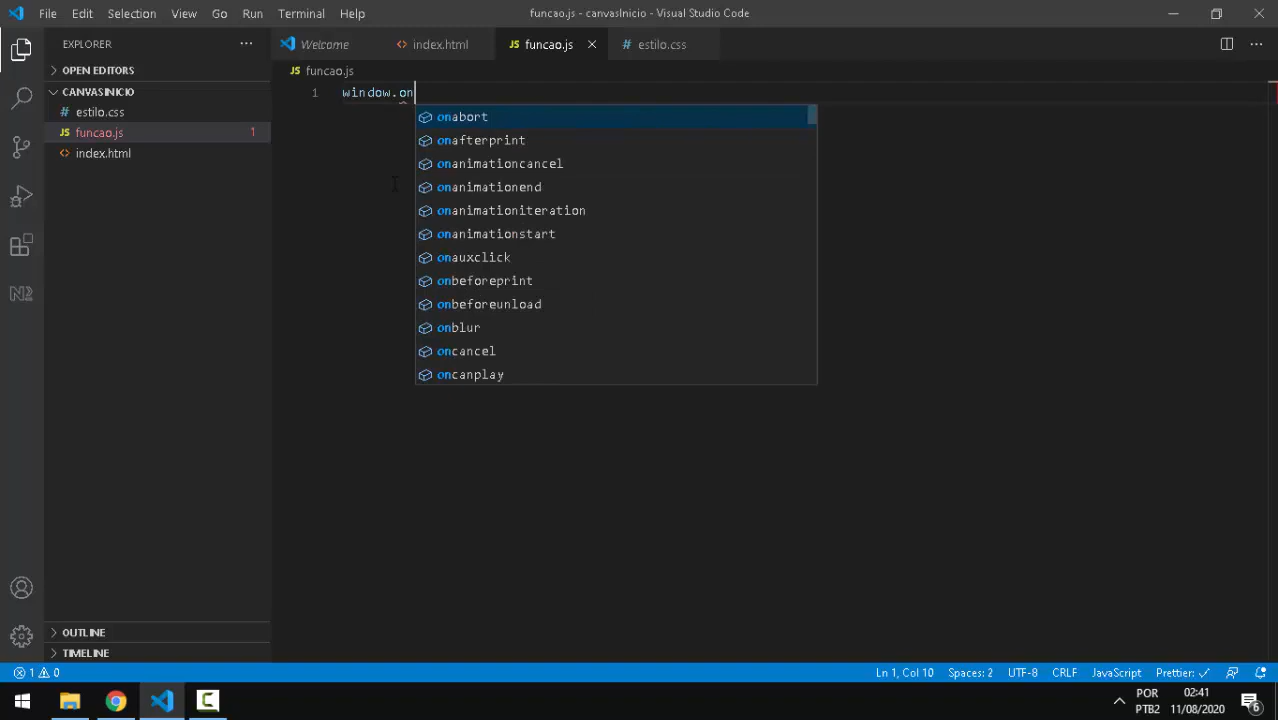 File Edit Selection View Go Run Terminal Help
funcao.js - canvasInicio - Visual Studio Code
EXPLORER
OPEN EDITORS
CANVASINICIO
# estilo.css
JS funcao.js 1
<> index.html
OUTLINE
TIMELINE
Welcome <> index.html JS funcao.js # estilo.css
JS funcao.js
1 window.on
onabort
onafterprint
onanimationcancel
onanimationend
onanimationiteration
onanimationstart
onauxclick
onbeforeprint
onbeforeunload
onblur
oncancel
oncanplay
1 0 Ln 1, Col 10 Spaces: 2 UTF-8 CRLF JavaScript Prettier: ✓
POR 02:41
PTB2 11/08/2020 6